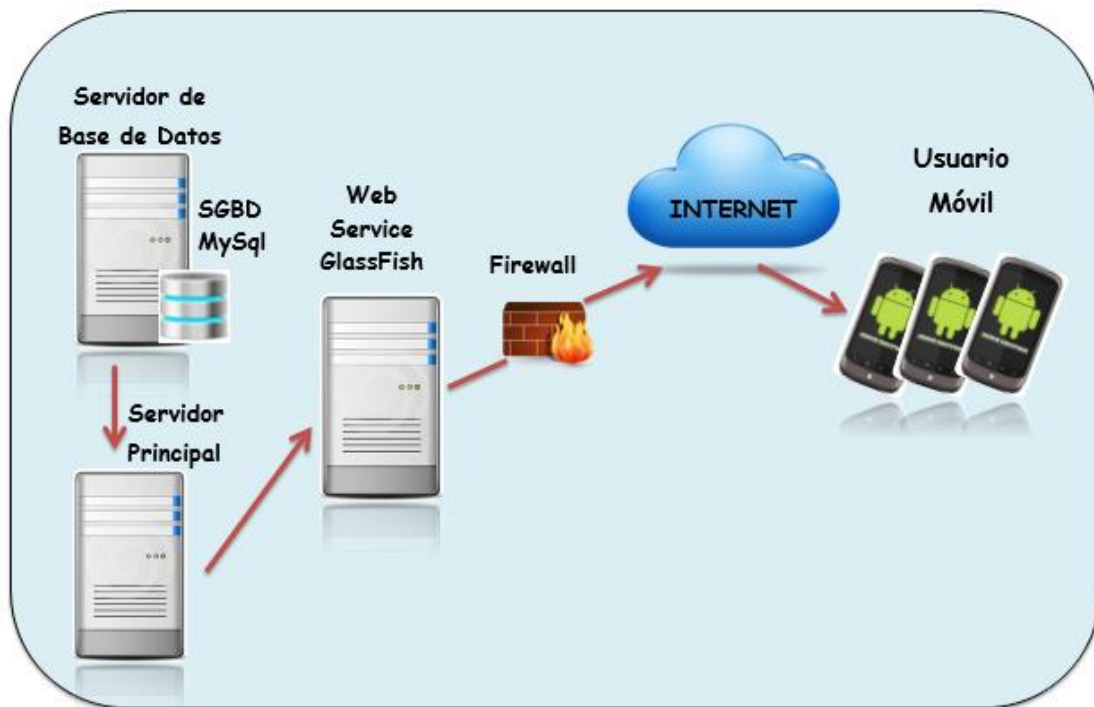 Servidor de
Base de Datos
SGBD
MySql
Web
Service
GlassFish
Firewall
INTERNET
Usuario
Móvil
Servidor
Principal